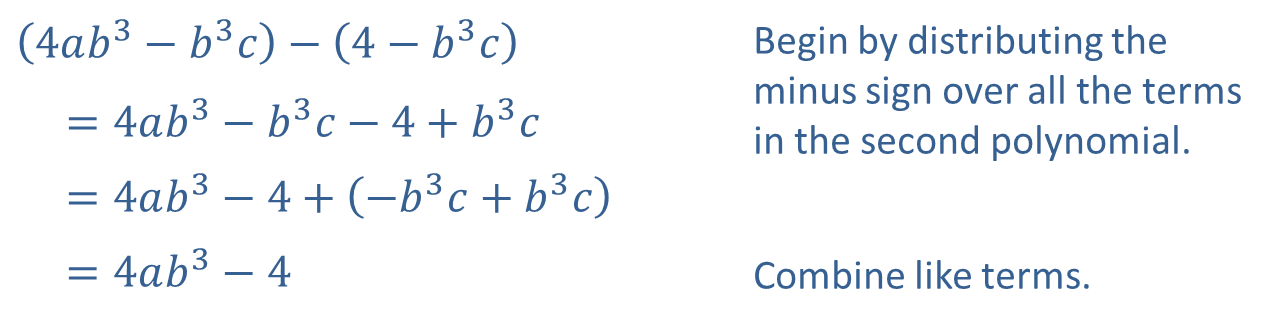 (4ab³ − b³c) − (4 − b³c)
Begin by distributing the
minus sign over all the terms
in the second polynomial.
= 4ab³ − b³c − 4 + b³c
= 4ab³ − 4 + (−b³c + b³c)
= 4ab³ − 4
Combine like terms.